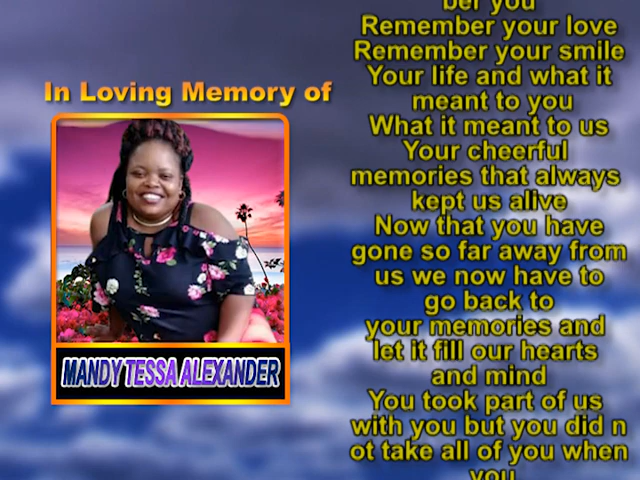 In Loving Memory of
MANDY TESSA ALEXANDER
ber you
Remember your love
Remember your smile
Your life and what it
meant to you
What it meant to us
Your cheerful
memories that always
kept us alive
Now that you have
gone so far away from
us we now have to
go back to
your memories and
let it fill our hearts
and mind
You took part of us
with you but you did n
ot take all of you when
you